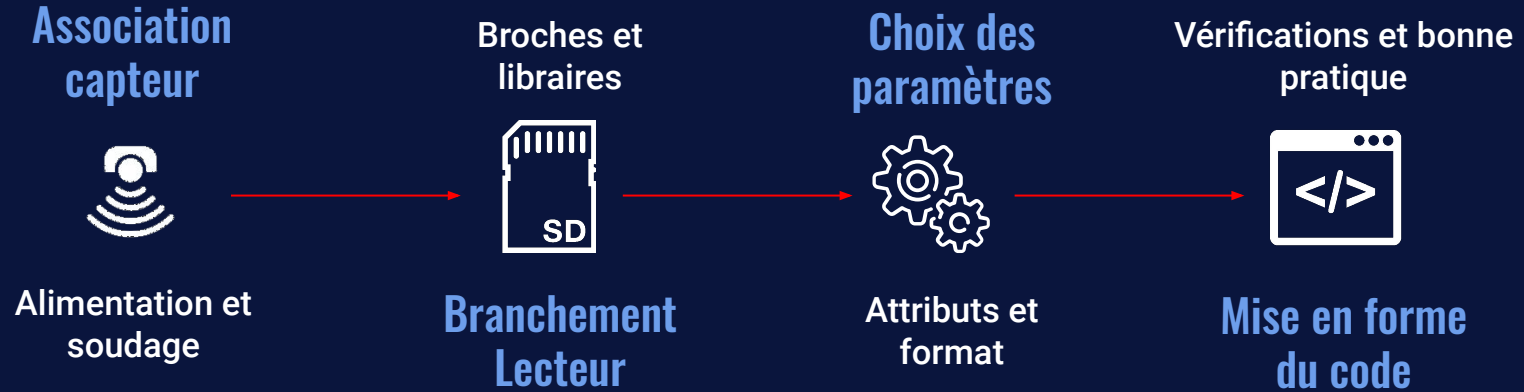 Association
capteur
Alimentation et
soudage
Broches et
libraires
SD
Branchement
Lecteur
Choix des
paramètres
Attributs et
format
Vérifications et bonne
pratique
</>
Mise en forme
du code